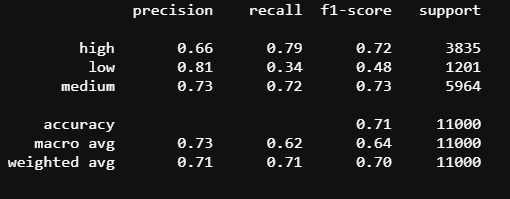 precision recall f1-score support
high 0.66 0.79 0.72 3835
low 0.81 0.34 0.48 1201
medium 0.73 0.72 0.73 5964
accuracy 0.71 11000
macro avg 0.73 0.62 0.64 11000
weighted avg 0.71 0.71 0.70 11000